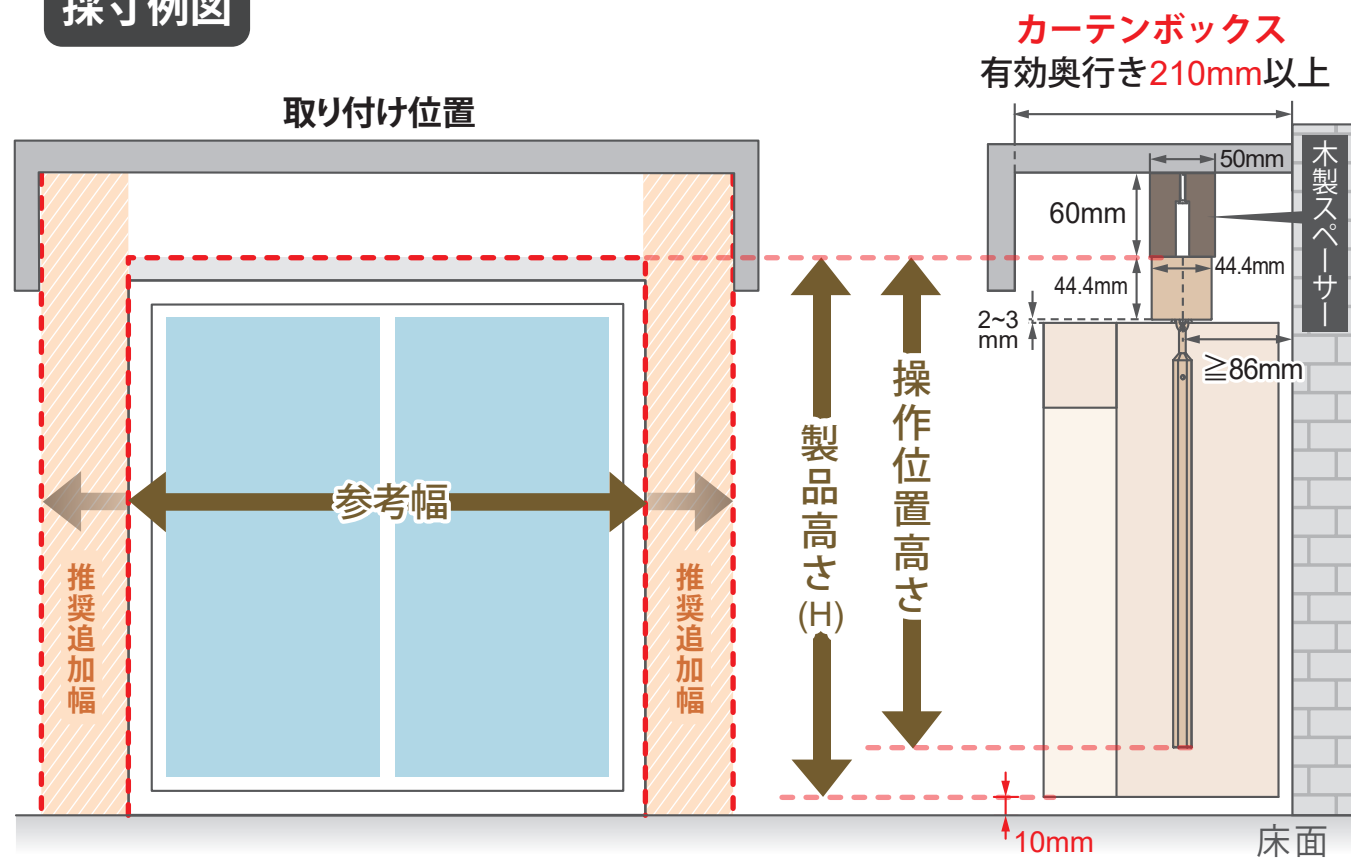 採寸例図
カーテンボックス
有効奥行き210mm以上
取り付け位置
50mm
木製スペーサー
60mm
44.4mm
44.4mm
2~3
mm
≧86mm
参考幅
推奨追加幅
推奨追加幅
製品高さ(H)
操作位置高さ
10mm
床面